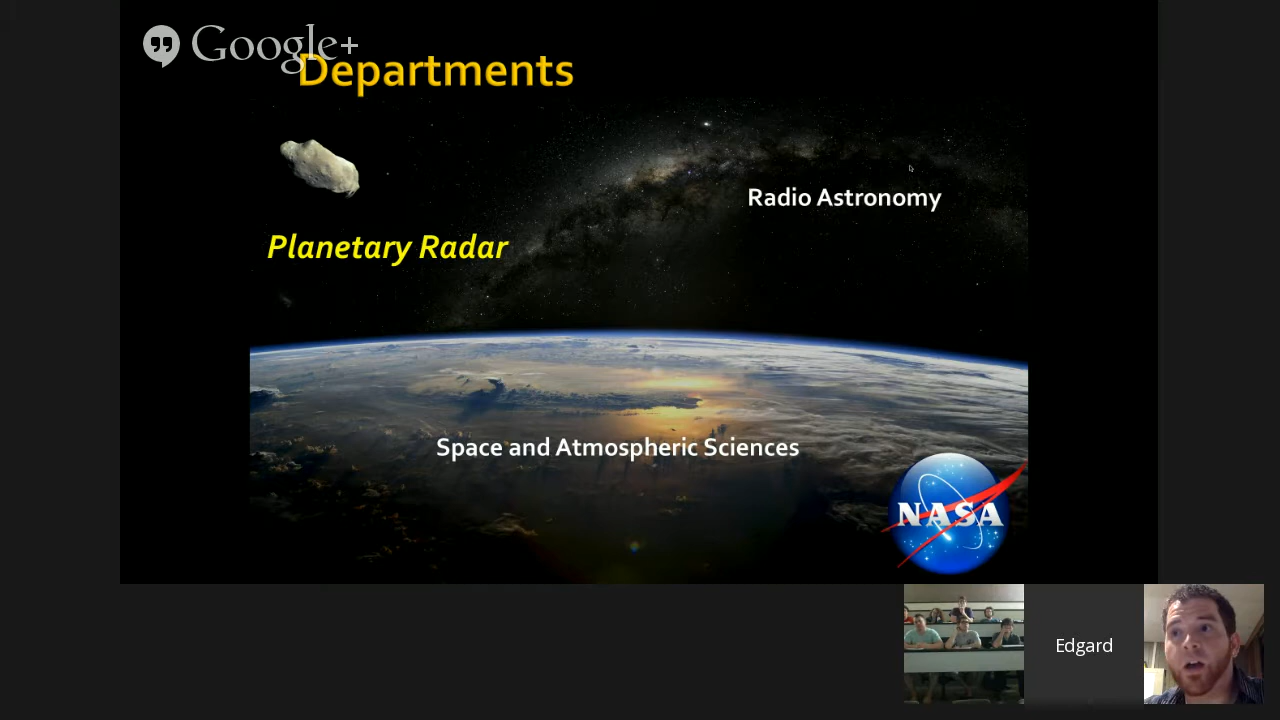 Google+
Departments
Radio Astronomy
Planetary Radar
Space and Atmospheric Sciences
NASA
Edgard